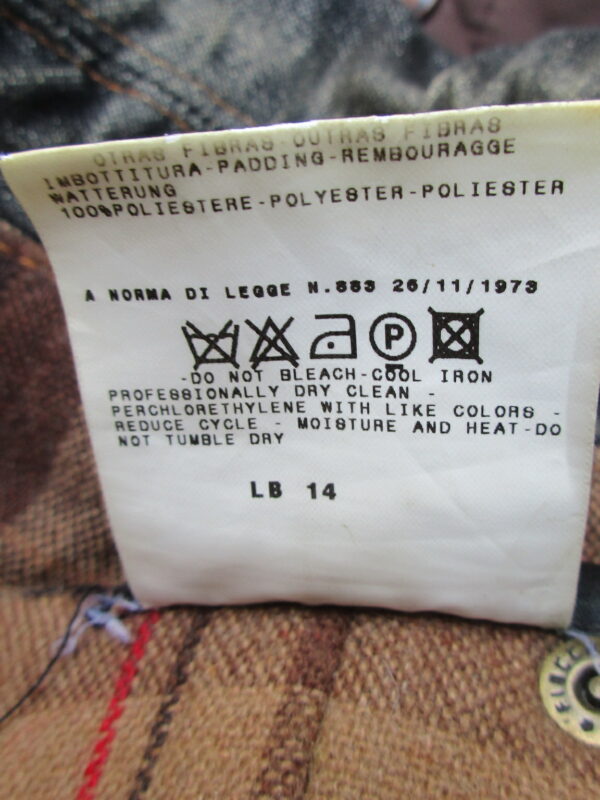 OTRAS FIBRAS-OUTRAS FIBRAS
IMBOTTITURA-PADDING-REMBOURAGGE
WATTERUNG
100%POLIESTERE-POLYESTER-POLIESTER
A NORMA DI LEGGE N.883 26/11/1973
P
-DO NOT BLEACH-COOL IRON
PROFESSIONALLY DRY CLEAN -
PERCHLORETHYLENE WITH LIKE COLORS -
REDUCE CYCLE - MOISTURE AND HEAT-DO
NOT TUMBLE DRY
LB 14